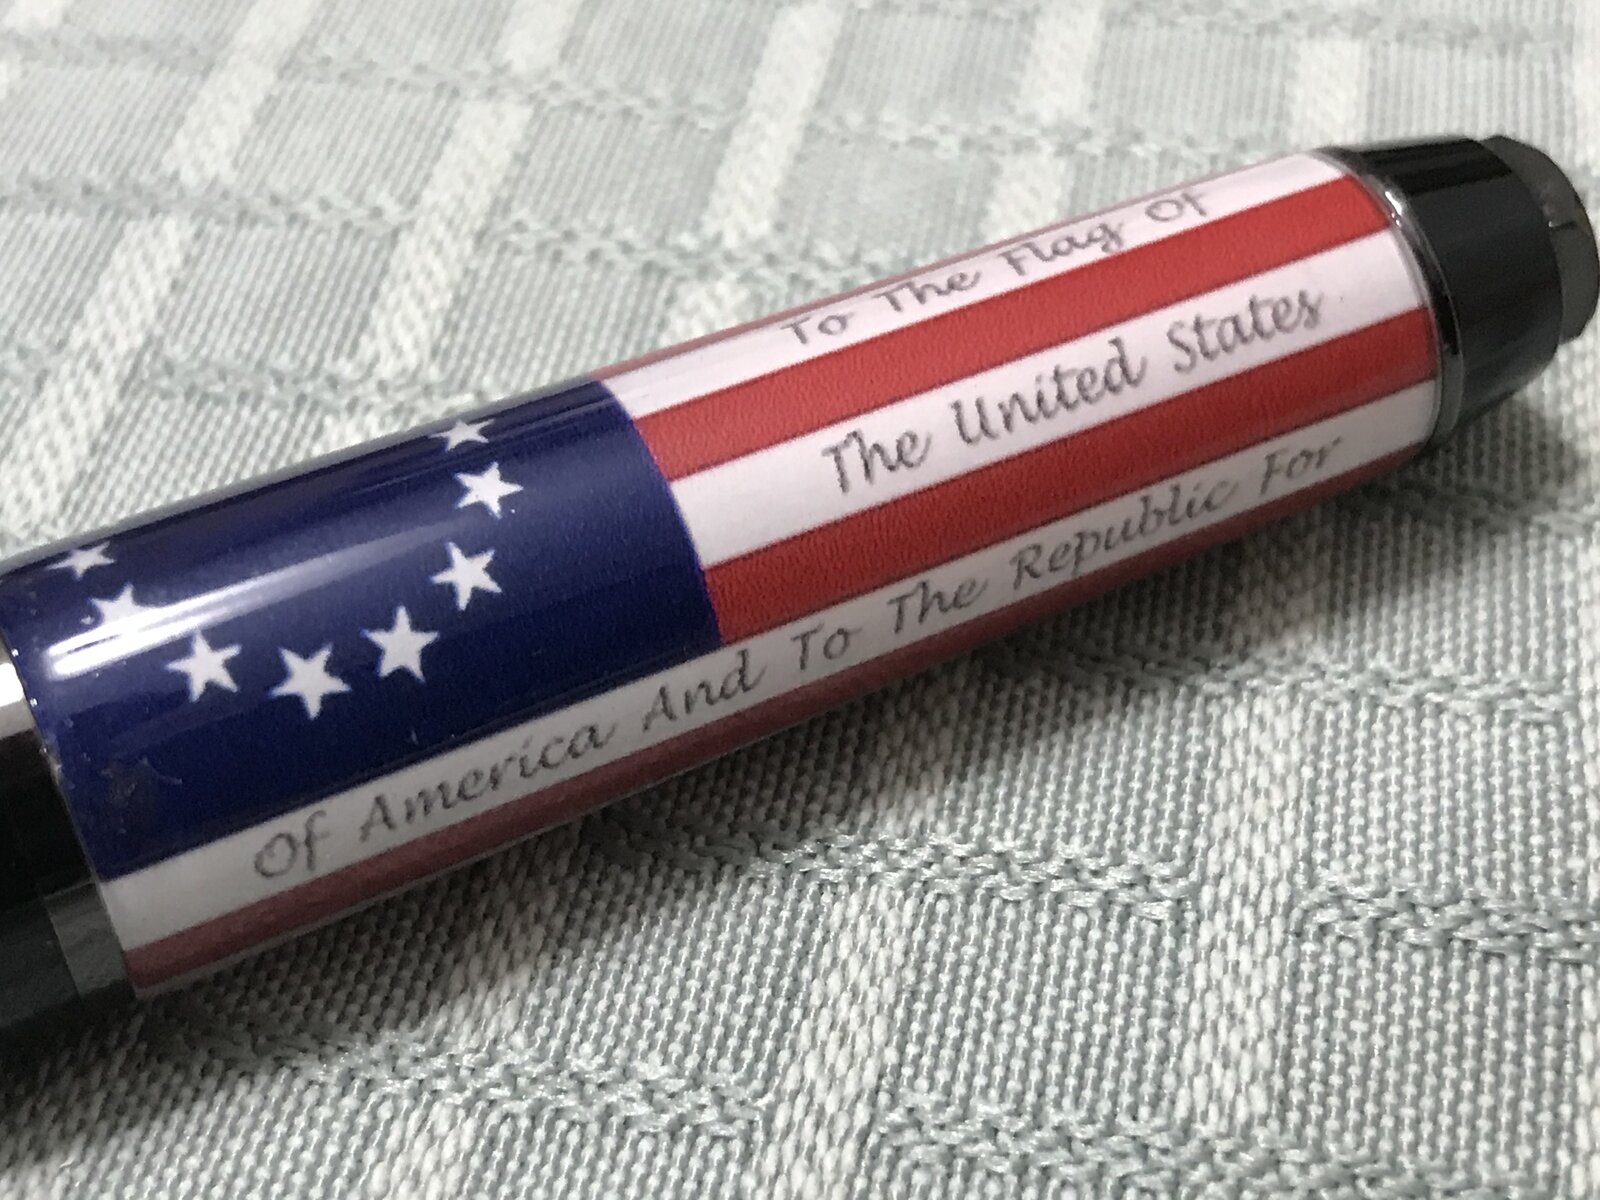 To The Flag Of
The United States
Of America And To The Republic For